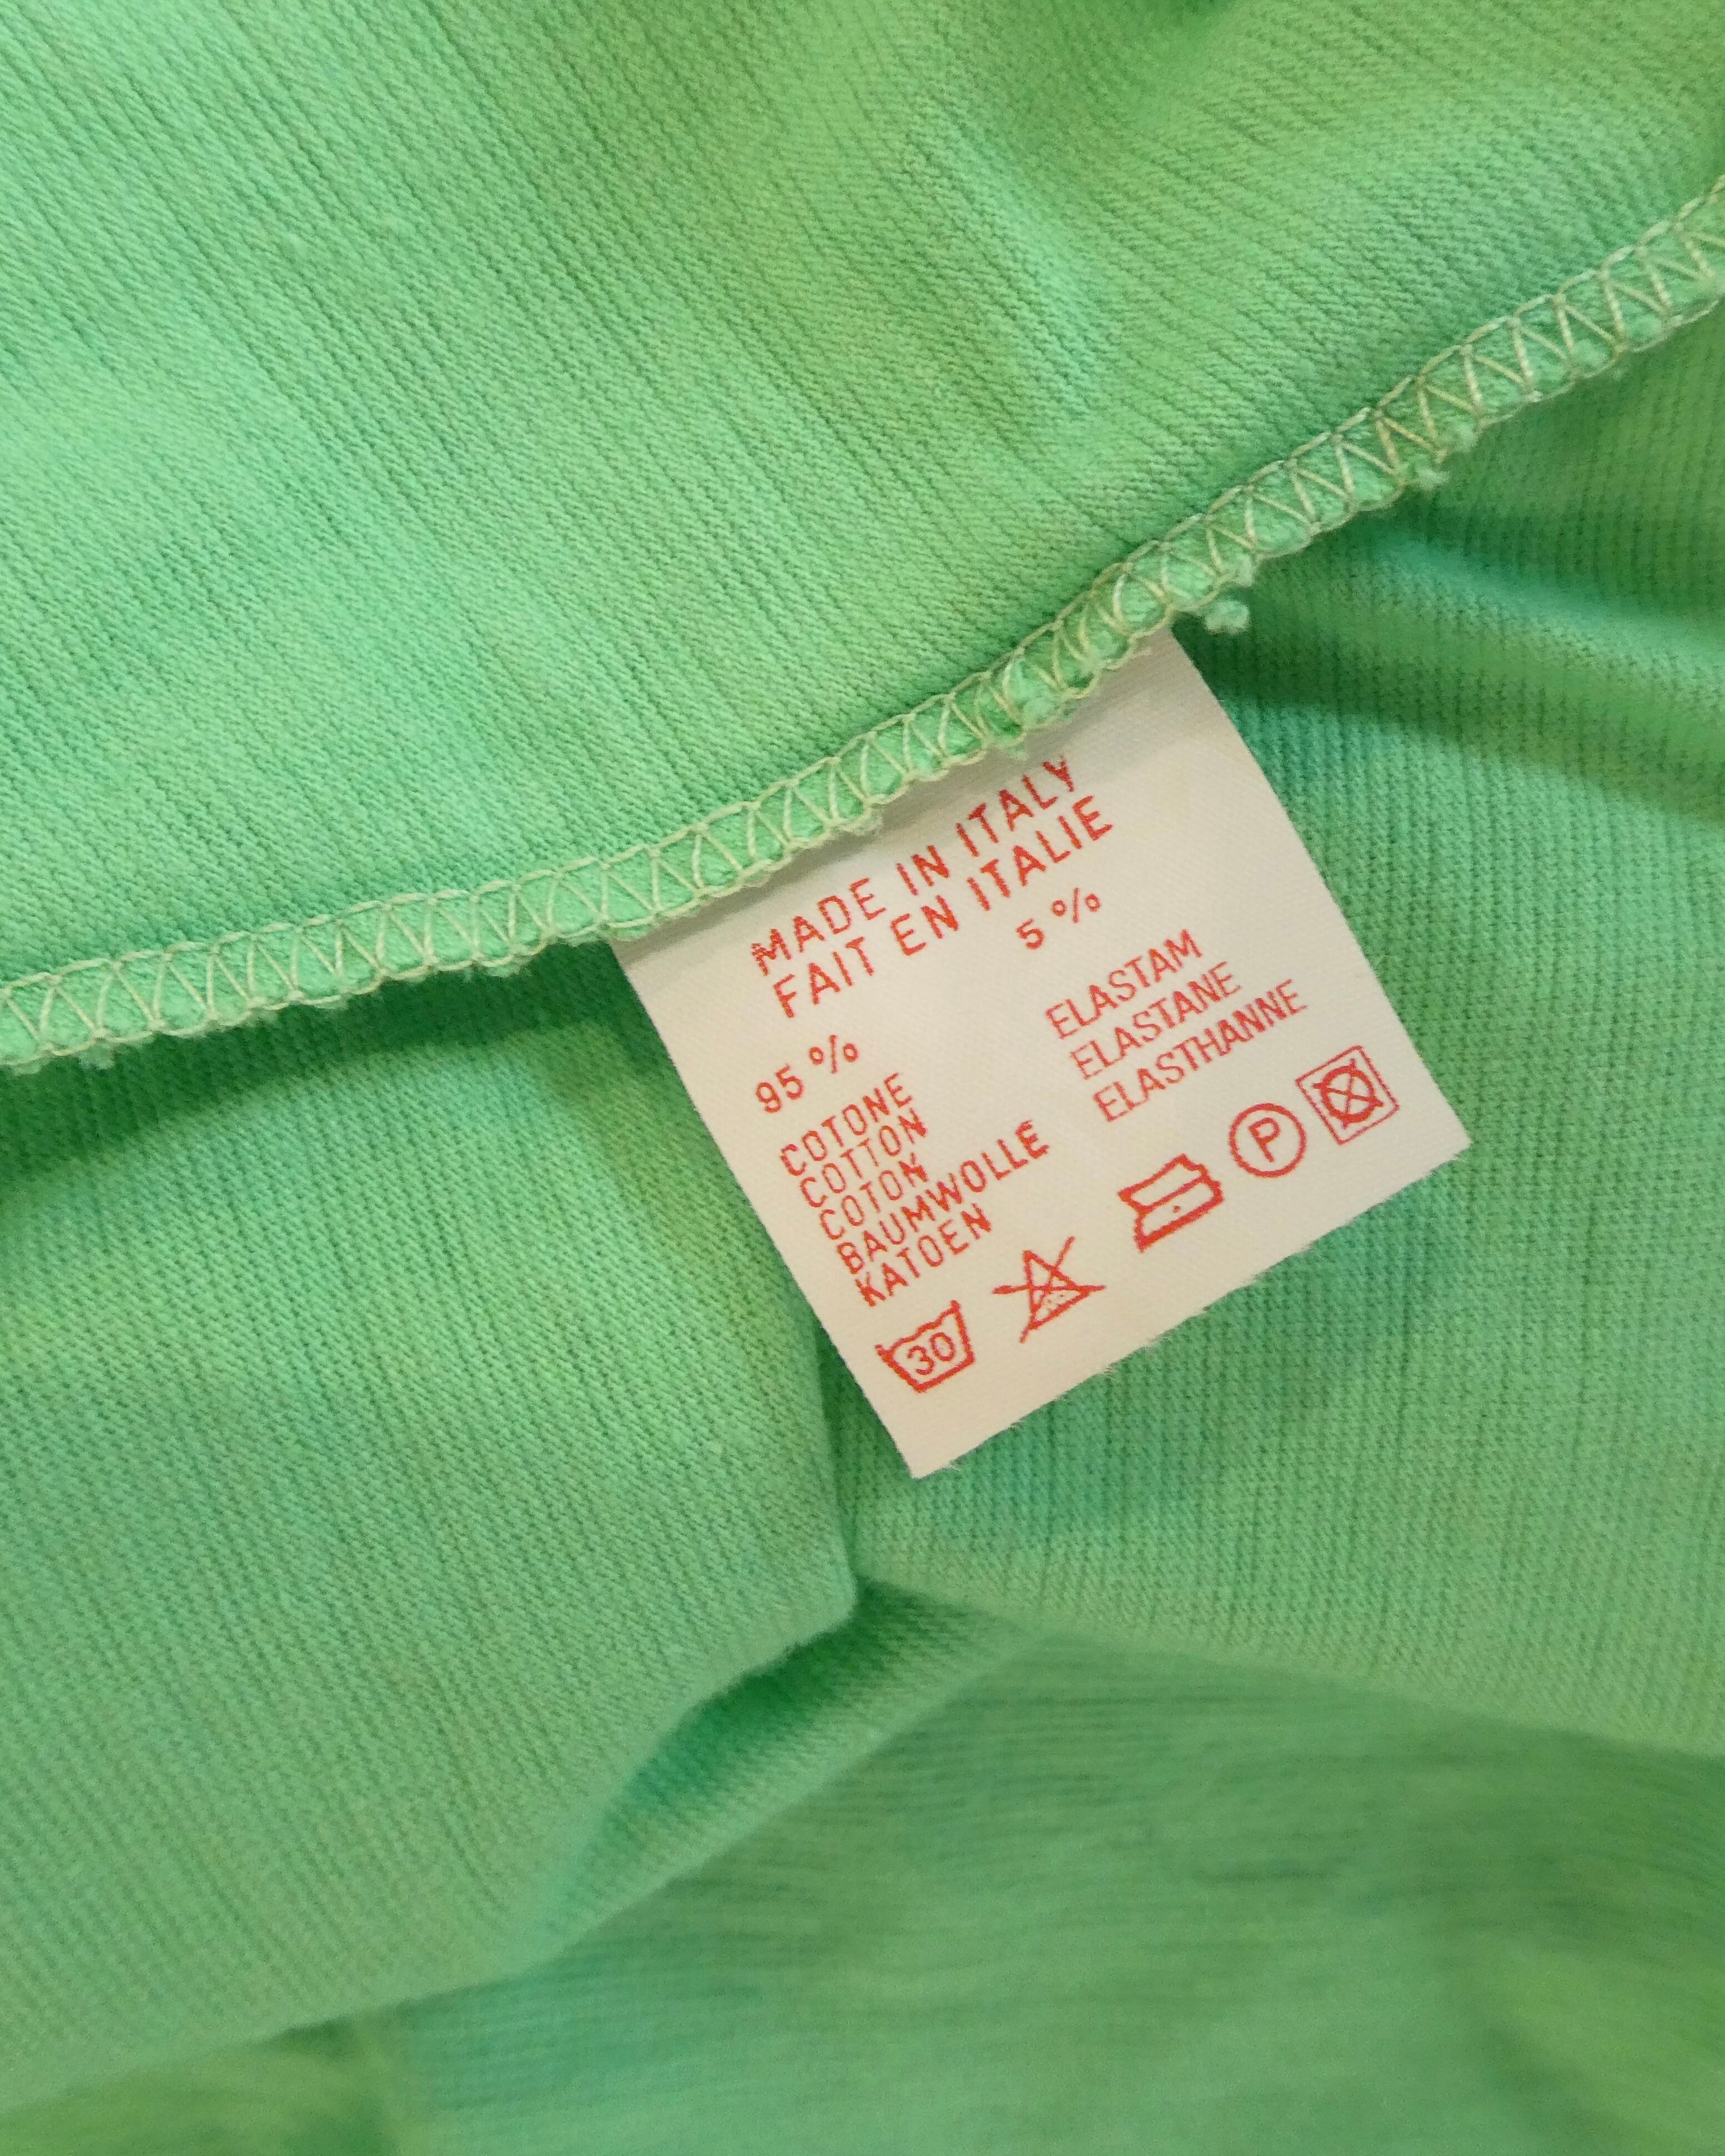 MADE IN ITALY
FAIT EN ITALIE
95 %
COTONE
COTTON
COTON
BAUMWOLLE
KATOEN
5 %
ELASTAM
ELASTANE
ELASTHANNE
30
P